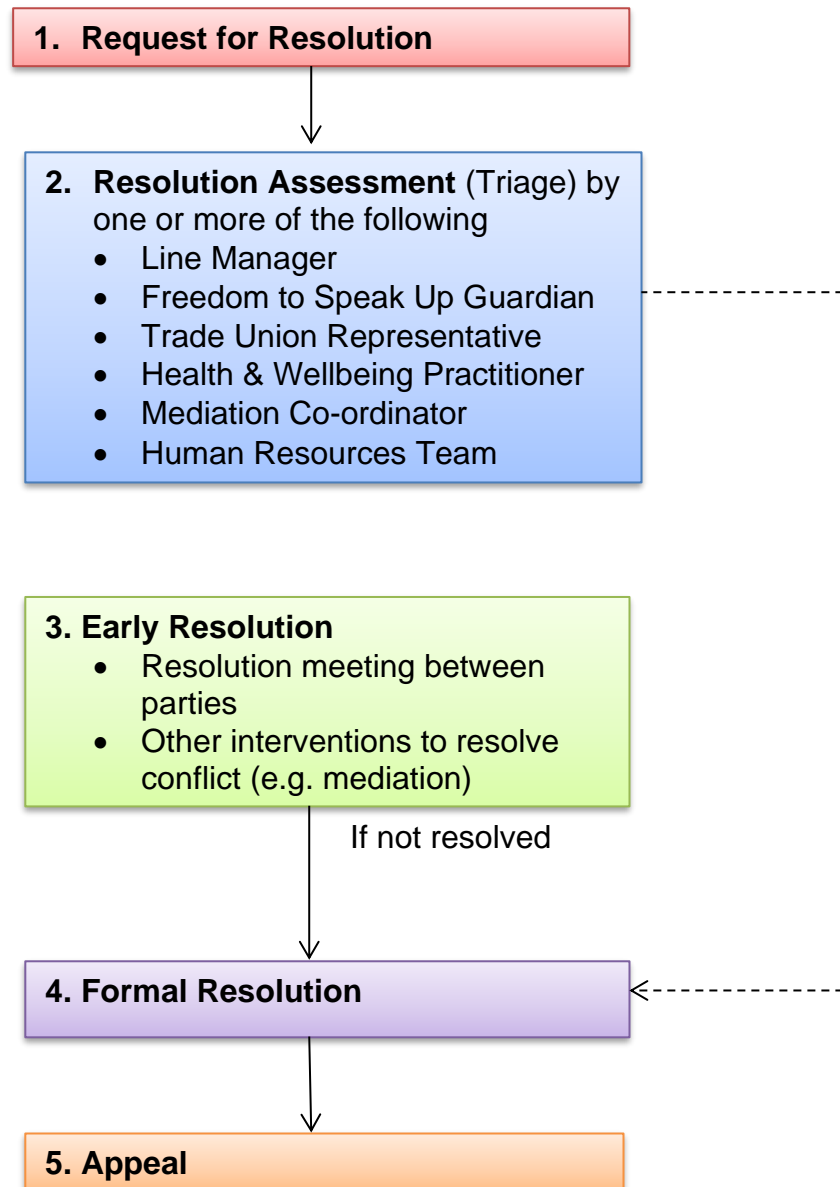 1. Request for Resolution
2. Resolution Assessment (Triage) by
one or more of the following
• Line Manager
• Freedom to Speak Up Guardian
• Trade Union Representative
• Health & Wellbeing Practitioner
• Mediation Co-ordinator
• Human Resources Team
3. Early Resolution
• Resolution meeting between
parties
• Other interventions to resolve
conflict (e.g. mediation)
If not resolved
4. Formal Resolution
5. Appeal